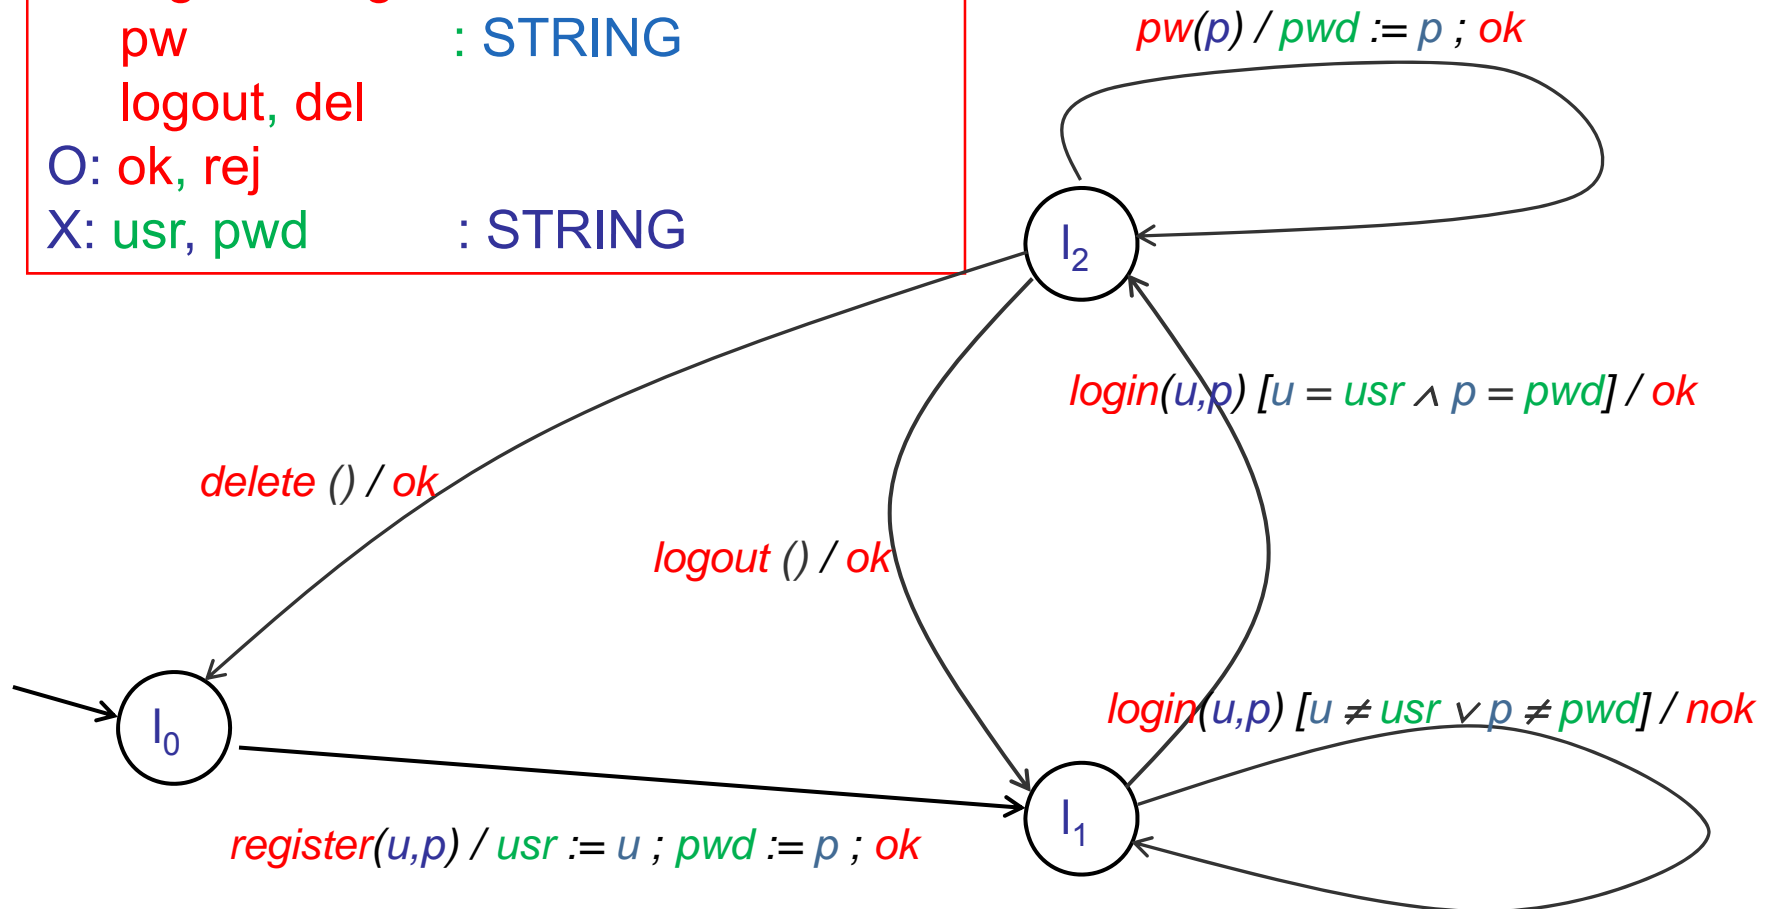 pw : STRING
logout, del
O: ok, rej
X: usr, pwd : STRING
pw(p) / pwd := p ; ok
l2
login(u,p) [u = usr ∧ p = pwd] / ok
delete () / ok
logout () / ok
login(u,p) [u ≠ usr ∨ p ≠ pwd] / nok
l0
l1
register(u,p) / usr := u ; pwd := p ; ok